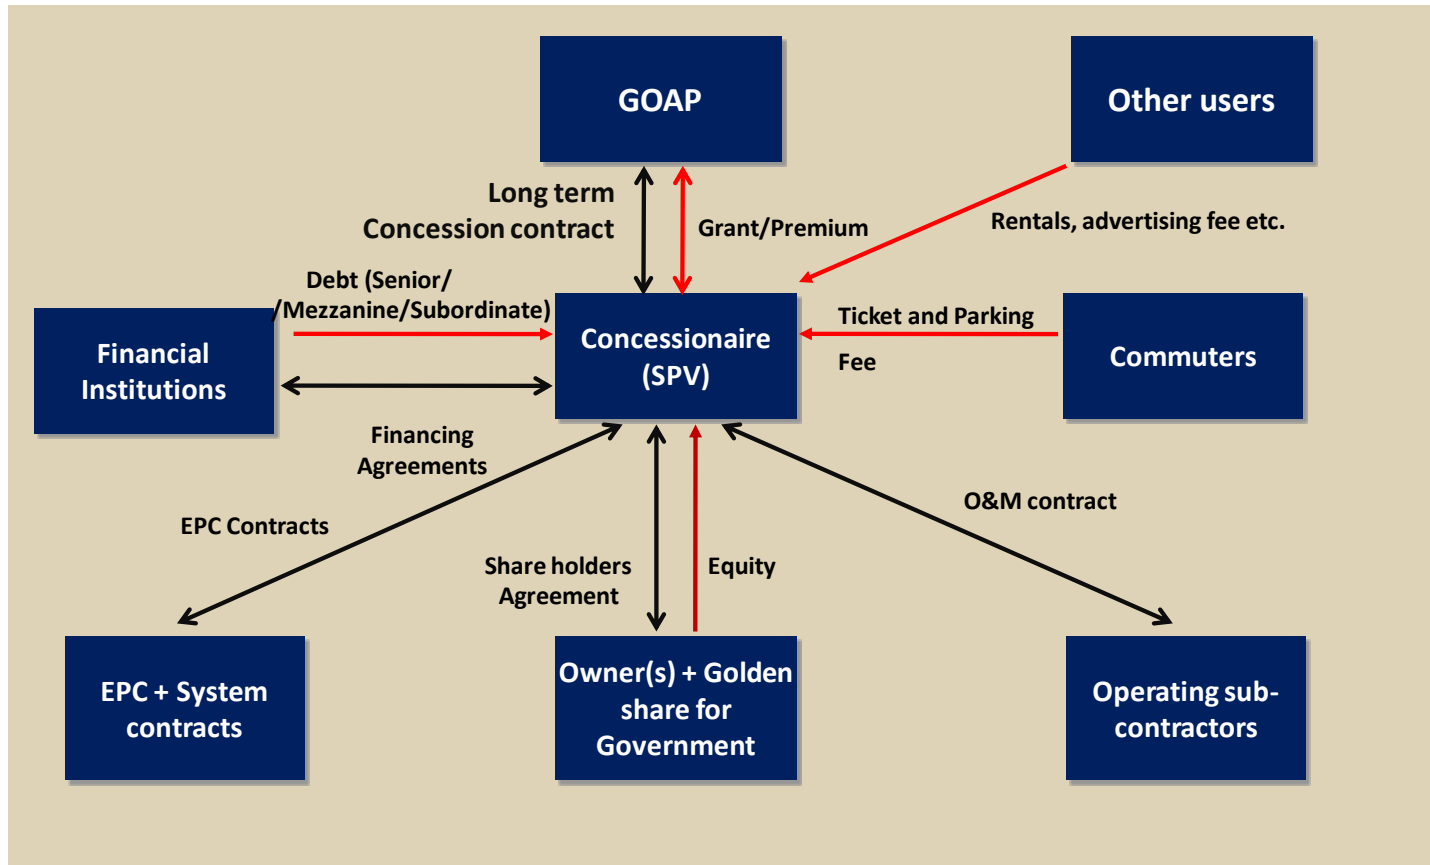 GOAP
Other users
Long term
Concession contract
Grant/Premium
Rentals, advertising fee etc.
Debt (Senior/
/Mezzanine/Subordinate)
Financial
Institutions
Concessionaire
(SPV)
Ticket and Parking
Fee
Commuters
Financing
Agreements
EPC Contracts
O&M contract
Share holders
Agreement
Equity
EPC + System
contracts
Owner(s) + Golden
share for
Government
Operating sub-
contractors